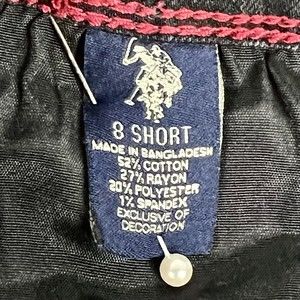 8 SHORT
MADE IN BANGLADESH
52% COTTON
27% RAYON
20% POLYESTER
1% SPANDEX
EXCLUSIVE OF
DECORATION